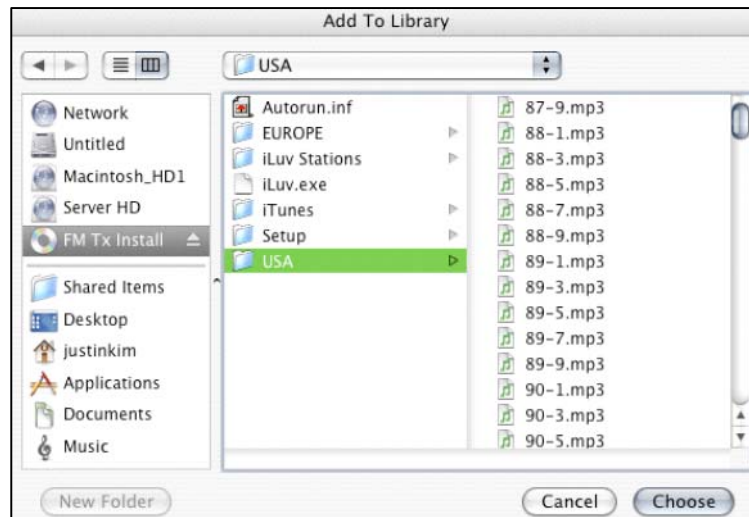 Add To Library
USA
Network
Untitled
Macintosh_HD1
Server HD
FM Tx Install
Shared Items
Desktop
justinkim
Applications
Documents
Music
Autorun.inf
EUROPE
iLuv Stations
iLuv.exe
iTunes
Setup
USA
87-9.mp3
88-1.mp3
88-3.mp3
88-5.mp3
88-7.mp3
88-9.mp3
89-1.mp3
89-3.mp3
89-5.mp3
89-7.mp3
89-9.mp3
90-1.mp3
90-3.mp3
90-5.mp3
New Folder
Cancel
Choose